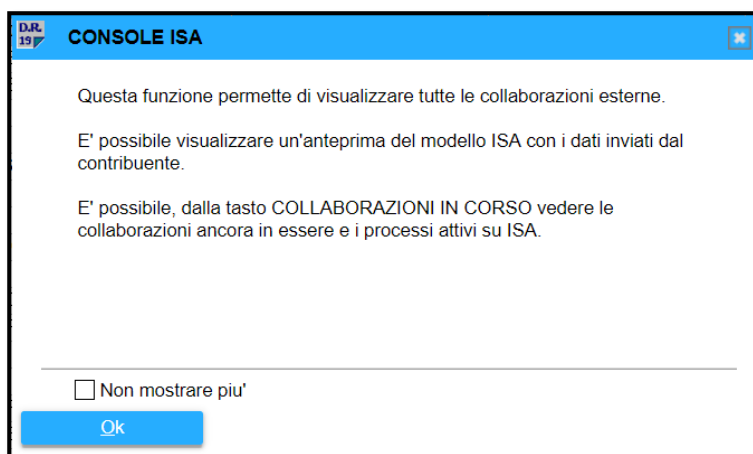 D.R.
19
CONSOLE ISA
Questa funzione permette di visualizzare tutte le collaborazioni esterne.
E' possibile visualizzare un'anteprima del modello ISA con i dati inviati dal
contribuente.
E' possibile, dalla tasto COLLABORAZIONI IN CORSO vedere le
collaborazioni ancora in essere e i processi attivi su ISA.
Non mostrare piu'
Ok